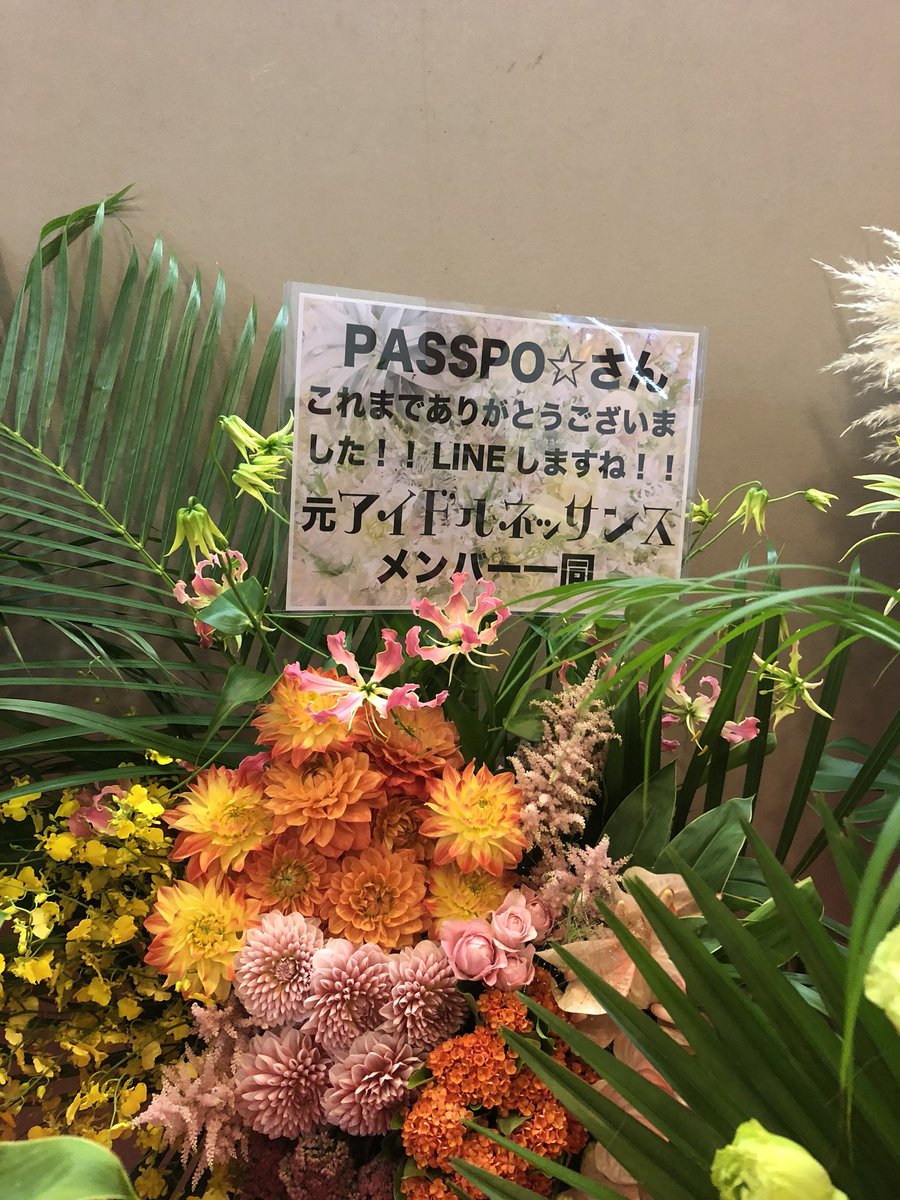 PASSPO☆さん
これまでありがとうございま
した！！LINEしますね！！
元アイドルネッサンス
メンバー一同